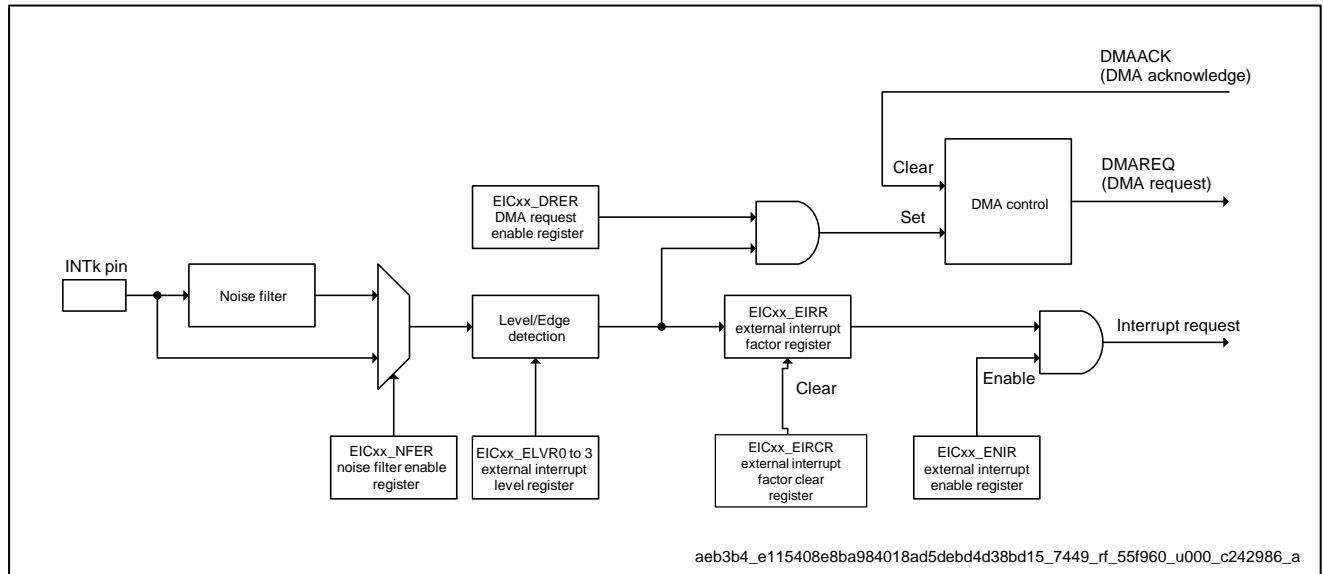 DMAACK
(DMA acknowledge)
Clear
DMAREQ
(DMA request)
DMA control
EICxx_DRER
DMA request
enable register
Set
INTk pin
Noise filter
Level/Edge
detection
EICxx_EIRR
external interrupt
factor register
Interrupt request
Clear
Enable
EICxx_NFER
noise filter enable
register
EICxx_ELVR0 to 3
external interrupt
level register
EICxx_EIRCR
external interrupt
factor clear
register
EICxx_ENIR
external interrupt
enable register
aeb3b4_e115408e8ba984018ad5debd4d38bd15_7449_rf_55f960_u000_c242986_a